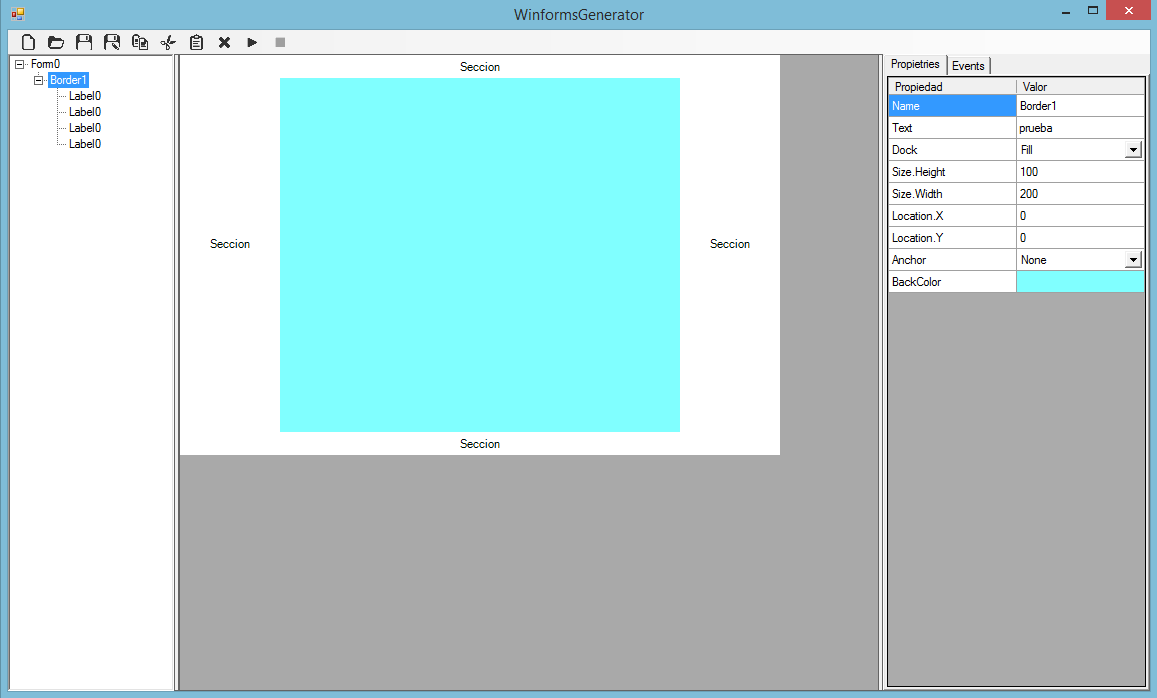 WinformsGenerator
Form0
Border1
Label0
Label0
Label0
Label0
Seccion
Seccion
Seccion
Seccion
Propietries Events
Propiedad Valor
Name Border1
Text prueba
Dock Fill
Size.Height 100
Size.Width 200
Location.X 0
Location.Y 0
Anchor None
BackColor